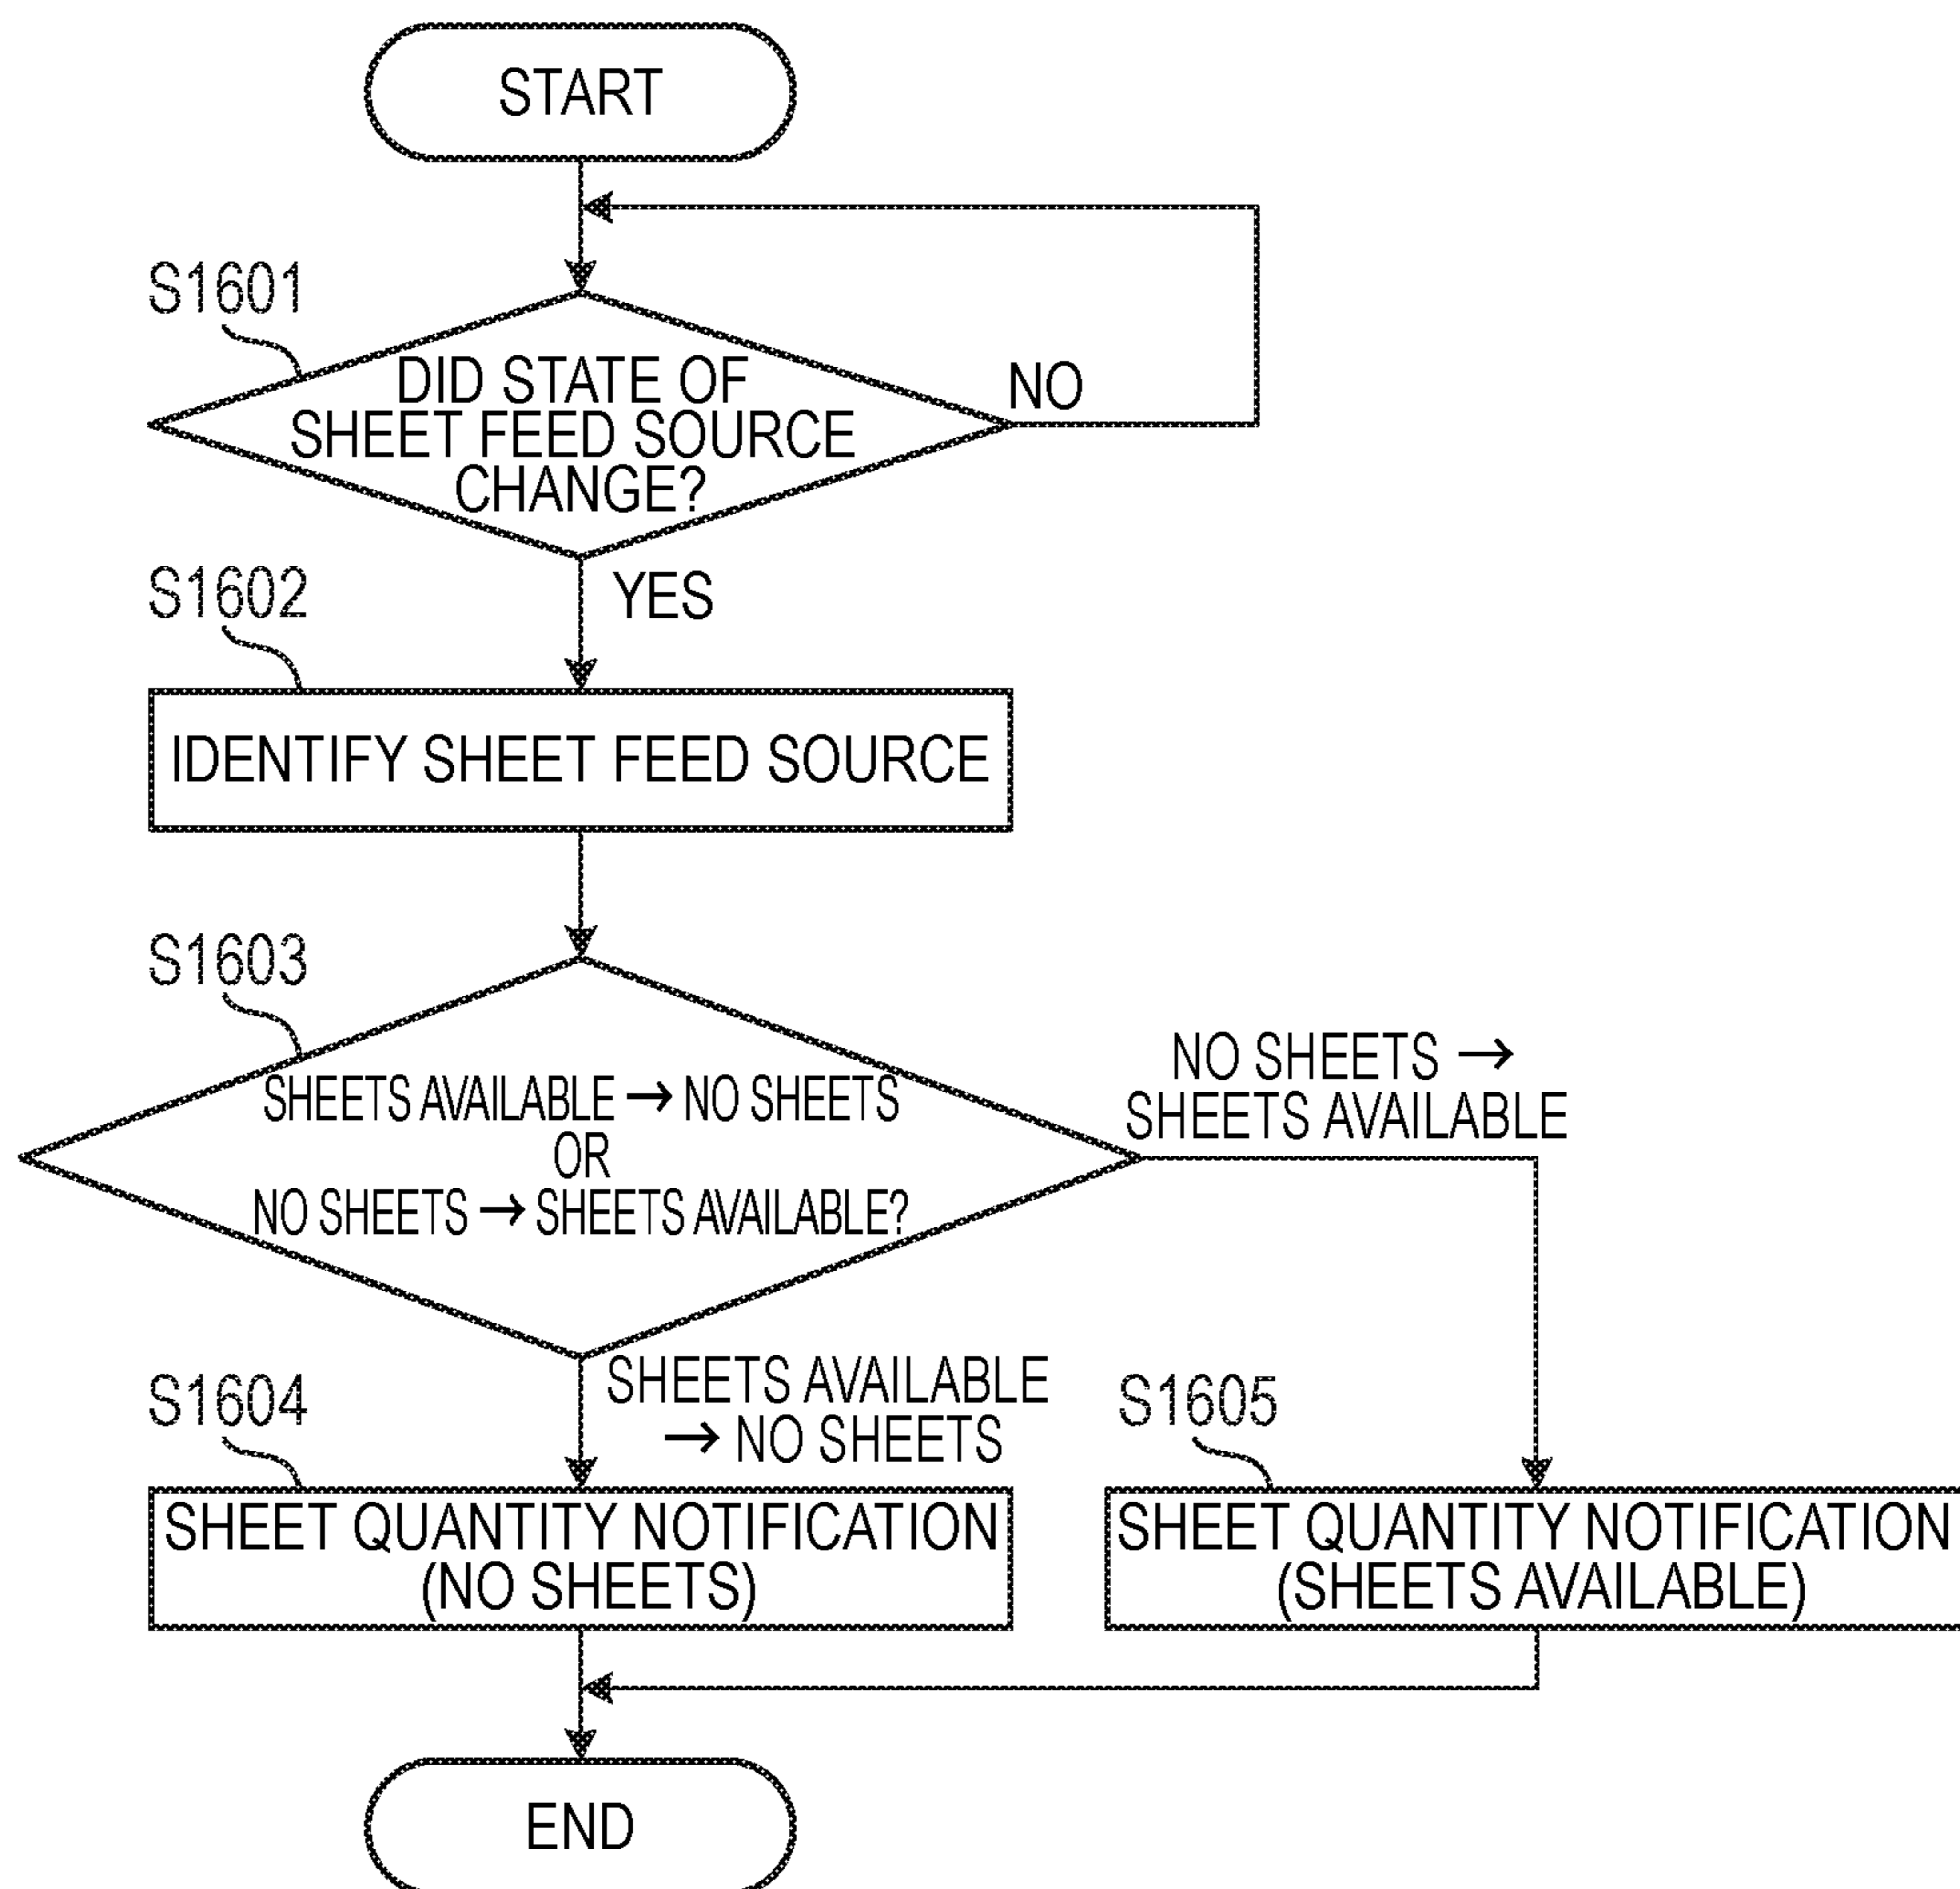 START
S1601
DID STATE OF
SHEET FEED SOURCE
CHANGE?
NO
YES
S1602
IDENTIFY SHEET FEED SOURCE
S1603
SHEETS AVAILABLE → NO SHEETS
OR
NO SHEETS → SHEETS AVAILABLE?
NO SHEETS →
SHEETS AVAILABLE
SHEETS AVAILABLE
→ NO SHEETS
S1604
SHEET QUANTITY NOTIFICATION
(NO SHEETS)
S1605
SHEET QUANTITY NOTIFICATION
(SHEETS AVAILABLE)
END